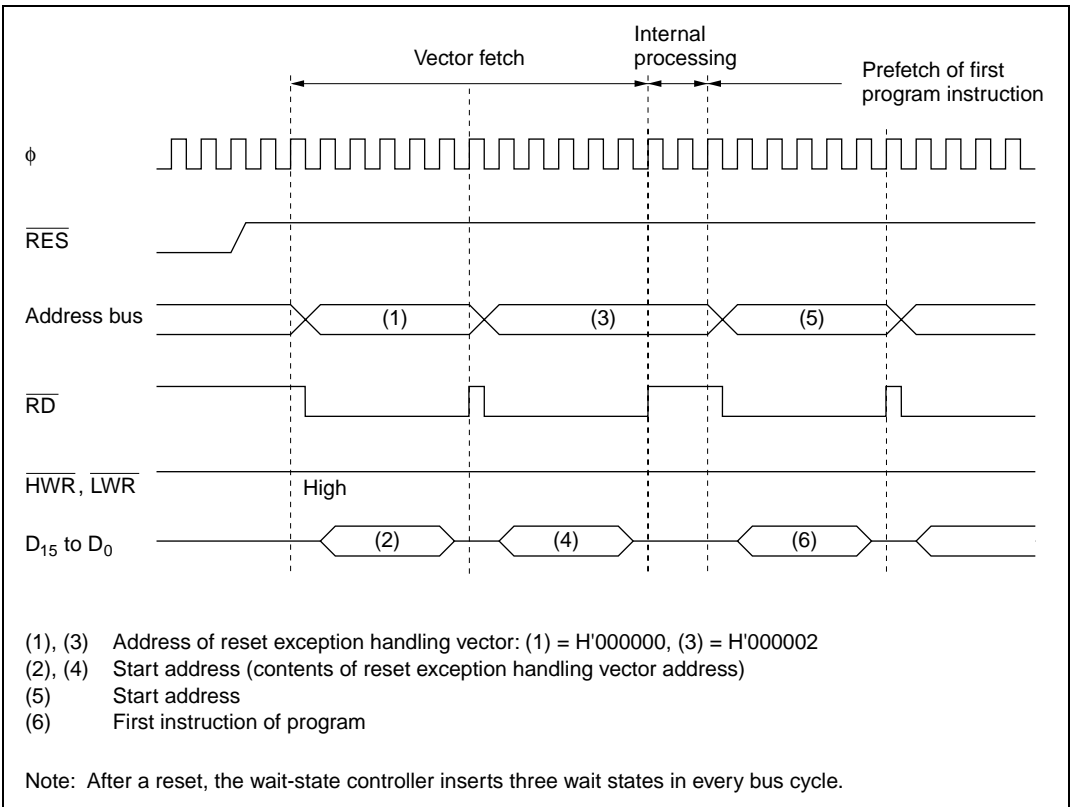 Internal
processing
Vector fetch
Prefetch of first
program instruction
φ
RES
Address bus
(1)
(3)
(5)
RD
HWR, LWR
High
D15 to D0
(2)
(4)
(6)
(1), (3) Address of reset exception handling vector: (1) = H'000000, (3) = H'000002
(2), (4) Start address (contents of reset exception handling vector address)
(5) Start address
(6) First instruction of program
Note: After a reset, the wait-state controller inserts three wait states in every bus cycle.